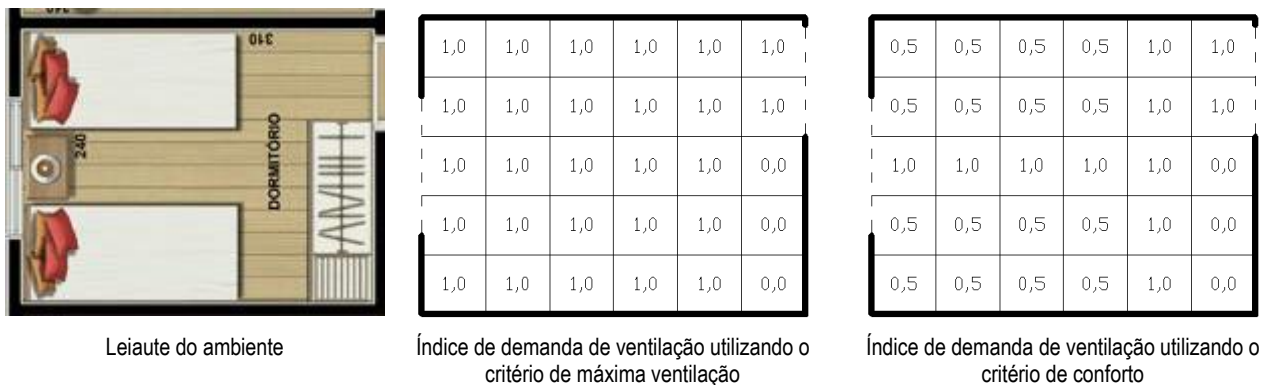 310
240
DORMITÓRIO
1,0 1,0 1,0 1,0 1,0 1,0
1,0 1,0 1,0 1,0 1,0 1,0
1,0 1,0 1,0 1,0 1,0 0,0
1,0 1,0 1,0 1,0 1,0 0,0
1,0 1,0 1,0 1,0 1,0 0,0
0,5 0,5 0,5 0,5 1,0 1,0
0,5 0,5 0,5 0,5 1,0 1,0
1,0 1,0 1,0 1,0 1,0 0,0
0,5 0,5 0,5 0,5 1,0 0,0
0,5 0,5 0,5 0,5 1,0 0,0
Leiaute do ambiente
Índice de demanda de ventilação utilizando o
critério de máxima ventilação
Índice de demanda de ventilação utilizando o
critério de conforto